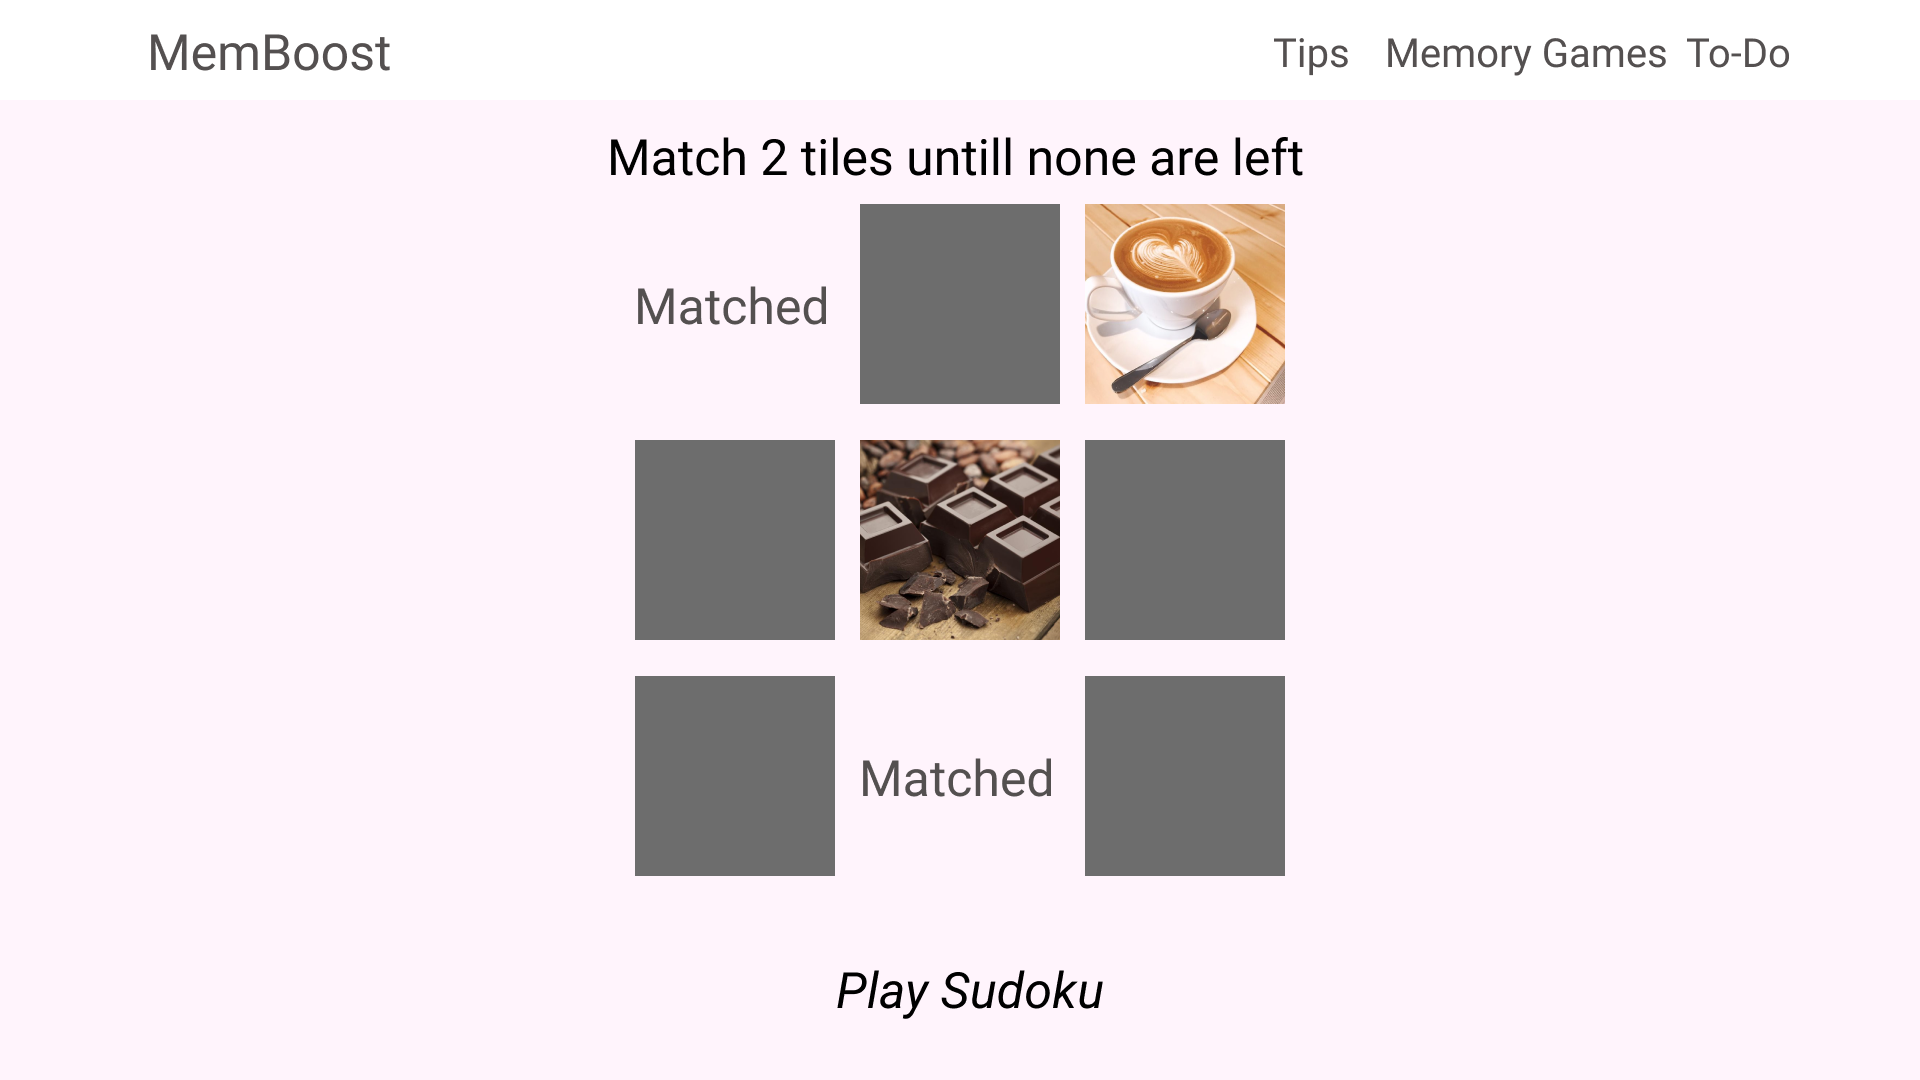 MemBoost
Tips Memory Games To-Do
Match 2 tiles untill none are left
Matched
Matched
Play Sudoku